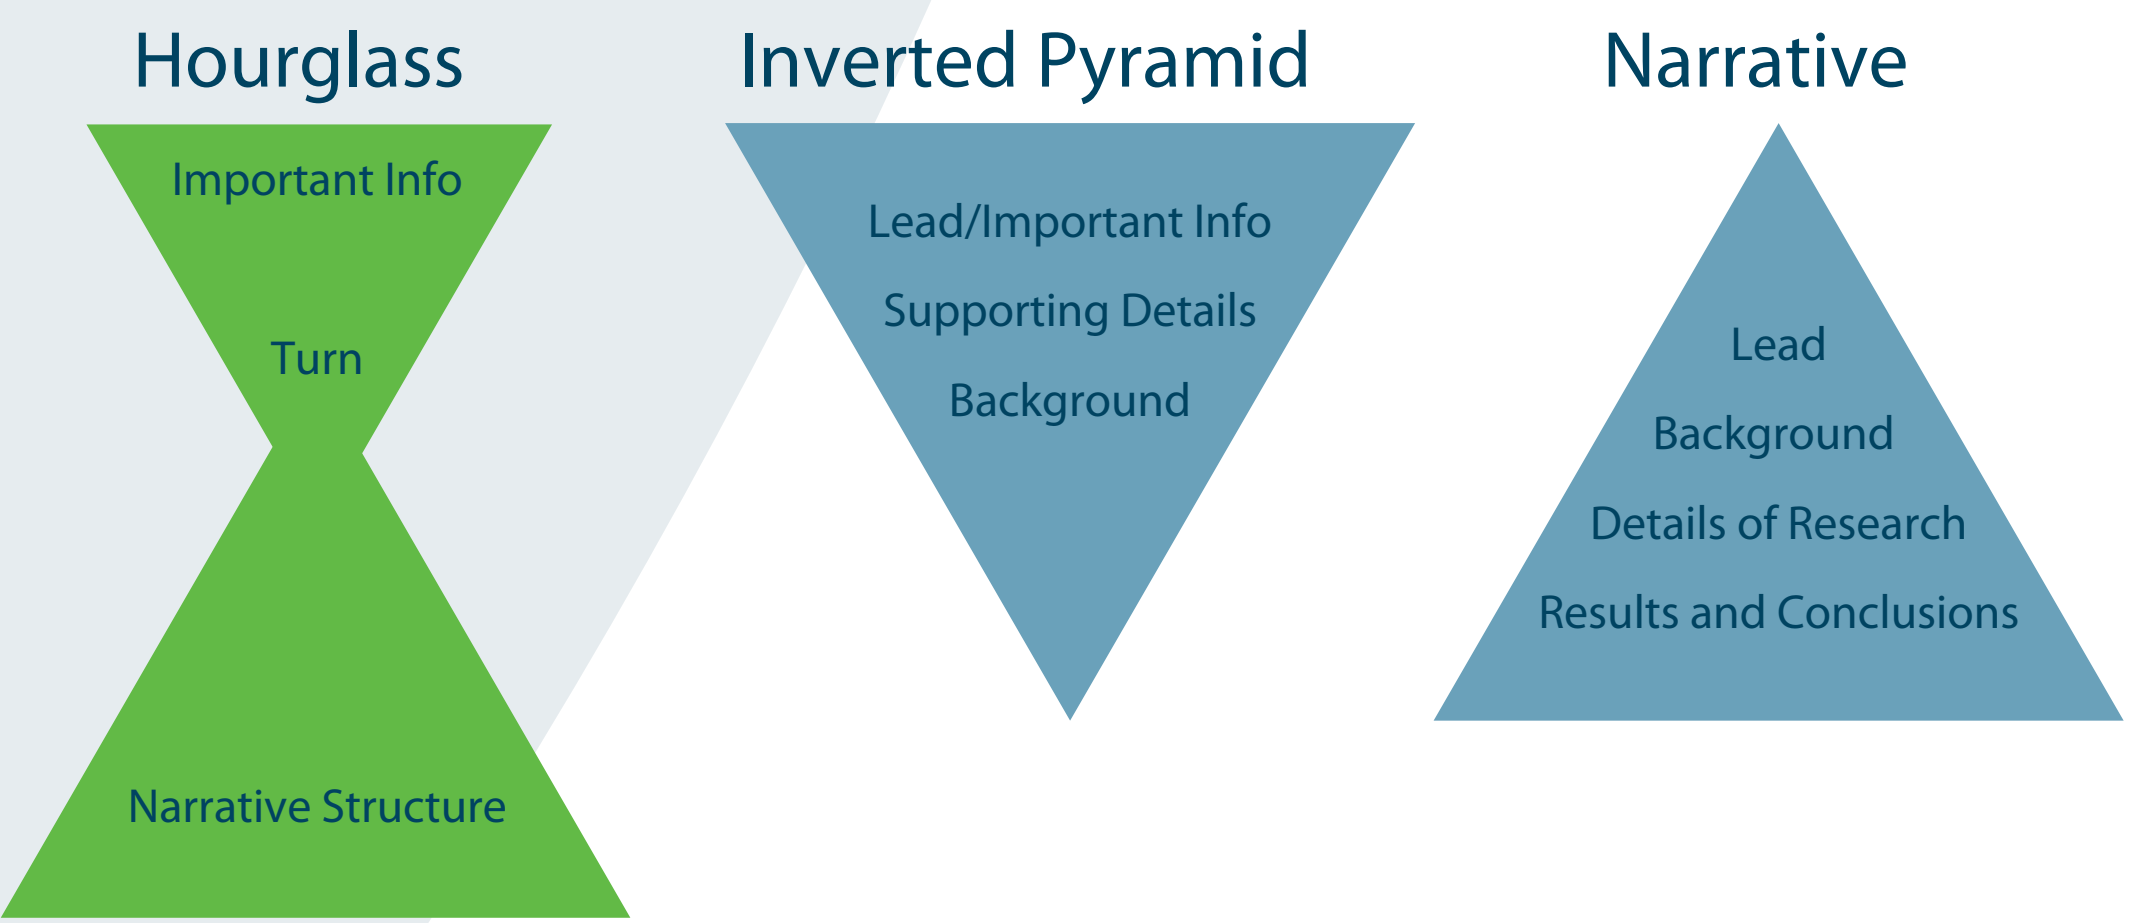 Hourglass
Important Info
Turn
Narrative Structure
Inverted Pyramid
Lead/Important Info
Supporting Details
Background
Narrative
Lead
Background
Details of Research
Results and Conclusions